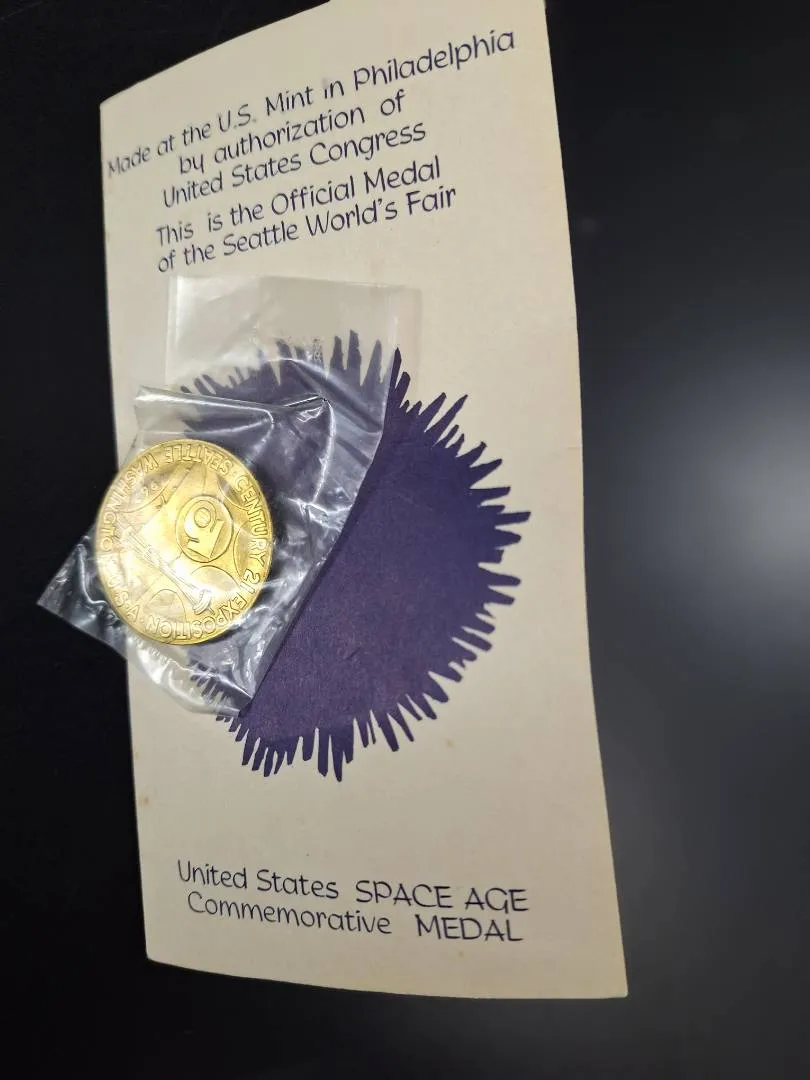 Made at the U.S. Mint in Philadelphia
by authorization of
United States Congress
This is the Official Medal
of the Seattle World's Fair
SEATTLE · CENTURY 21 EXPOSITION · U.S.A.
United States SPACE AGE
Commemorative MEDAL